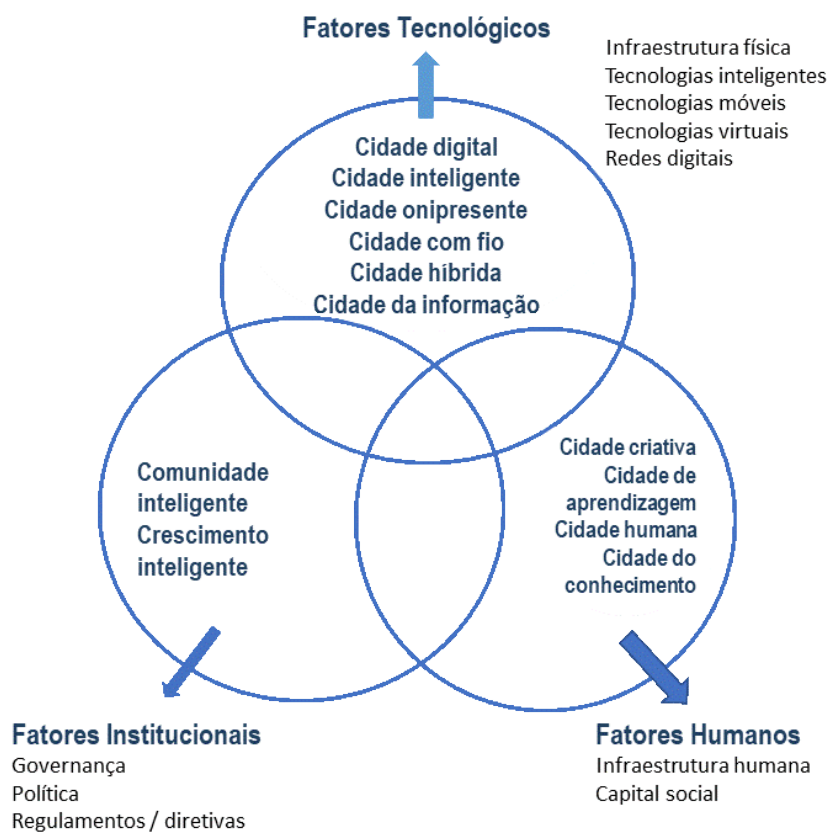 Fatores Tecnológicos
Infraestrutura física
Tecnologias inteligentes
Tecnologias móveis
Tecnologias virtuais
Redes digitais
Cidade digital
Cidade inteligente
Cidade onipresente
Cidade com fio
Cidade híbrida
Cidade da informação
Comunidade
inteligente
Crescimento
inteligente
Cidade criativa
Cidade de
aprendizagem
Cidade humana
Cidade do
conhecimento
Fatores Institucionais
Governança
Política
Regulamentos / diretivas
Fatores Humanos
Infraestrutura humana
Capital social